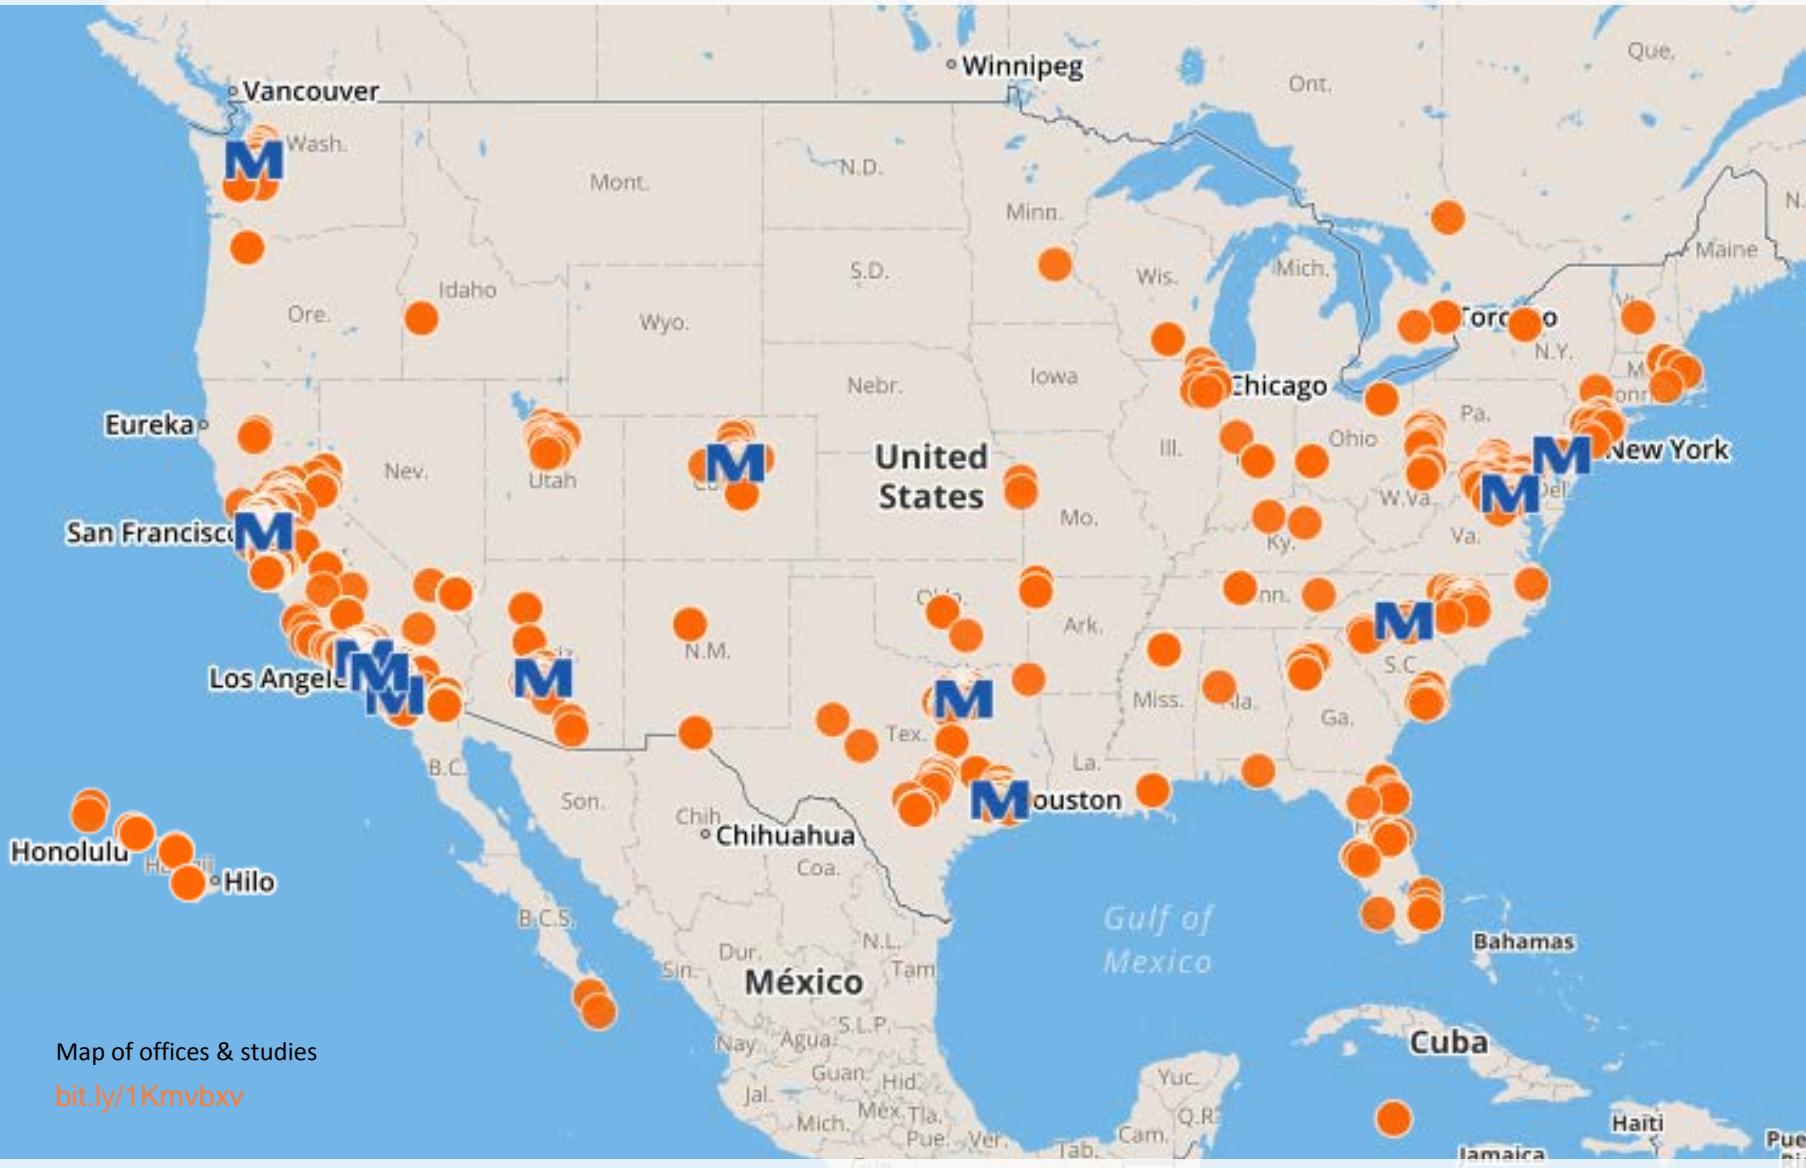 Vancouver
Winnipeg
Ont.
Que.
Wash.
Mont.
N.D.
Minn.
Maine
Ore.
Idaho
Wyo.
S.D.
Wis.
Mich.
N.Y.
Eureka
Nev.
Utah
Nebr.
Iowa
Chicago
Ill.
Ohio
Pa.
New York
United
States
San Francisco
Mo.
Ky.
W.Va.
Va.
Del.
Los Angel
N.M.
Ark.
Miss.
Ga.
S.C.
Tex.
La.
ouston
B.C.
Son.
Chih.
Chihuahua
Coa.
Honolulu
Hilo
B.C.S.
Sin.
Dur.
N.L.
Tam.
México
Gulf of
Mexico
Bahamas
S.L.P.
Nay.
Agua.
Guan.
Hid.
Jal.
Mich.
Méx.
Tla.
Pue.
Ver.
Tab.
Cam.
Yuc.
Q.R.
Cuba
Haiti
Jamaica
Map of offices & studies
bit.ly/1Kmvbxv
M
M
M
M
M
M
M
M
M
M
M
M